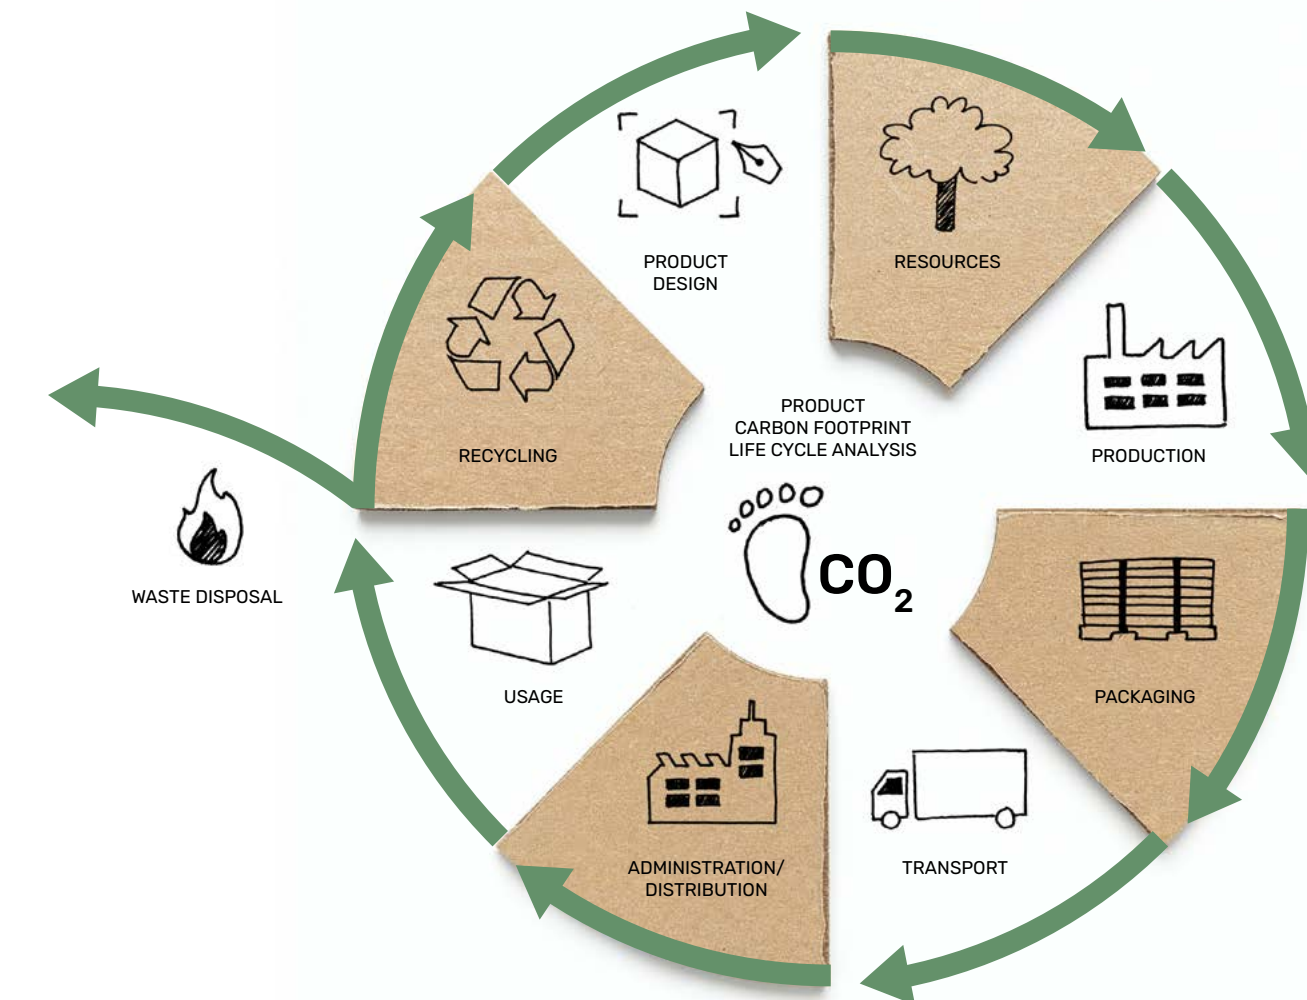 PRODUCT
DESIGN
RESOURCES
PRODUCTION
PACKAGING
TRANSPORT
ADMINISTRATION/
DISTRIBUTION
USAGE
RECYCLING
WASTE DISPOSAL
PRODUCT
CARBON FOOTPRINT
LIFE CYCLE ANALYSIS
CO₂